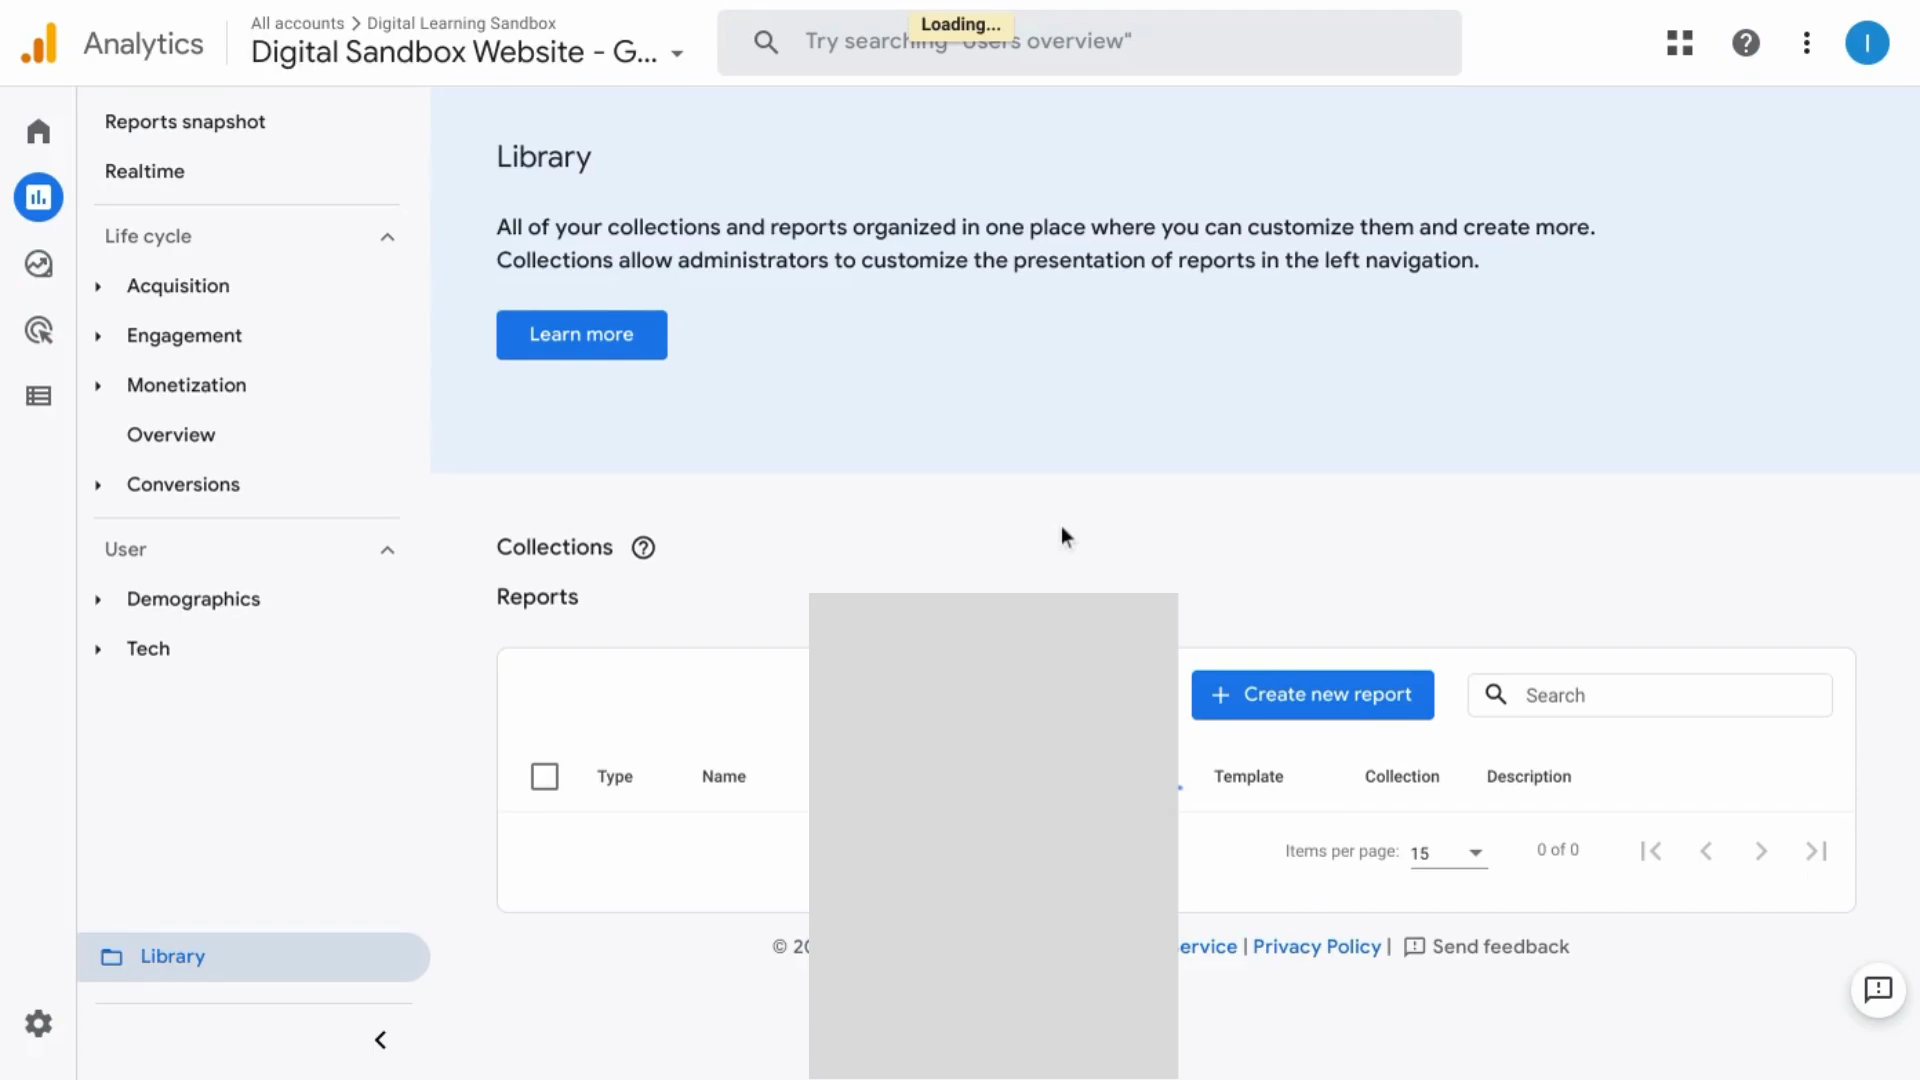 Analytics
All accounts > Digital Learning Sandbox
Digital Sandbox Website - G...
Loading...
Try searching "Users overview"
I
Reports snapshot
Realtime
Life cycle
Acquisition
Engagement
Monetization
Overview
Conversions
User
Demographics
Tech
Library
Library
All of your collections and reports organized in one place where you can customize them and create more.
Collections allow administrators to customize the presentation of reports in the left navigation.
Learn more
Collections
Reports
+ Create new report
Search
Type Name Template Collection Description
Items per page: 15 0 of 0
© | Privacy Policy | Send feedback